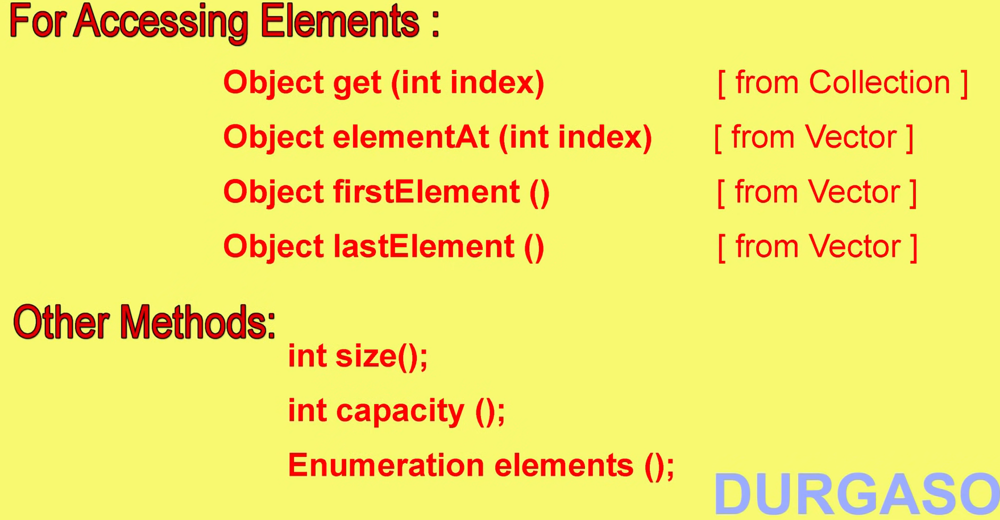 For Accessing Elements :
Object get (int index) [ from Collection ]
Object elementAt (int index) [ from Vector ]
Object firstElement () [ from Vector ]
Object lastElement () [ from Vector ]
Other Methods:
int size();
int capacity ();
Enumeration elements ();
DURGASO